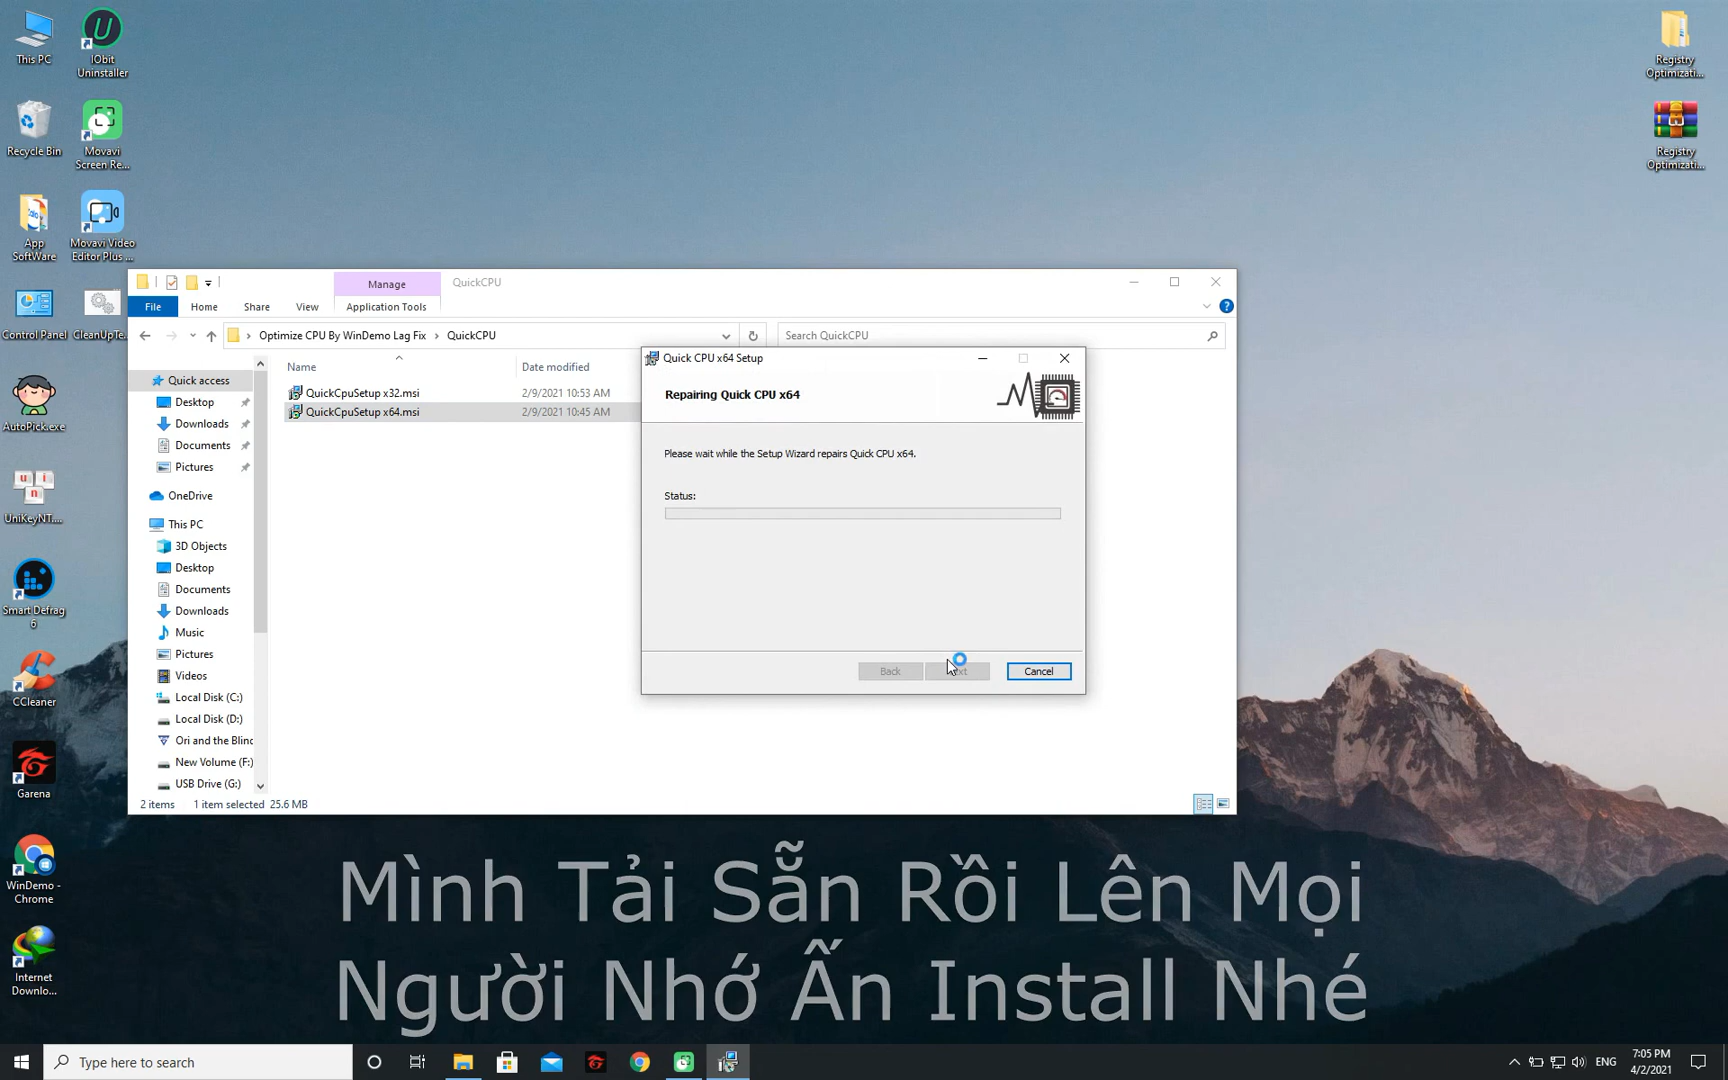 This PC
IObit
Uninstaller
Registry
Optimizati...
Recycle Bin
Movavi
Screen Re...
Registry
Optimizati...
App
SoftWare
Movavi Video
Editor Plus ...
Control Panel
CleanUpTe...
AutoPick.exe
UniKeyNT....
Smart Defrag
6
CCleaner
Garena
WinDemo -
Chrome
Internet
Downlo...
Manage
QuickCPU
File
Home
Share
View
Application Tools
Optimize CPU By WinDemo Lag Fix
QuickCPU
Search QuickCPU
Name
Date modified
QuickCpuSetup x32.msi
2/9/2021 10:53 AM
QuickCpuSetup x64.msi
2/9/2021 10:45 AM
Quick access
Desktop
Downloads
Documents
Pictures
OneDrive
This PC
3D Objects
Desktop
Documents
Downloads
Music
Pictures
Videos
Local Disk (C:)
Local Disk (D:)
Ori and the Blind
New Volume (F:)
USB Drive (G:)
2 items
1 item selected 25.6 MB
Quick CPU x64 Setup
Repairing Quick CPU x64
Please wait while the Setup Wizard repairs Quick CPU x64.
Status:
Back
Cancel
Mình Tải Sẵn Rồi Lên Mọi
Người Nhớ Ấn Install Nhé
Type here to search
ENG
7:05 PM
4/2/2021